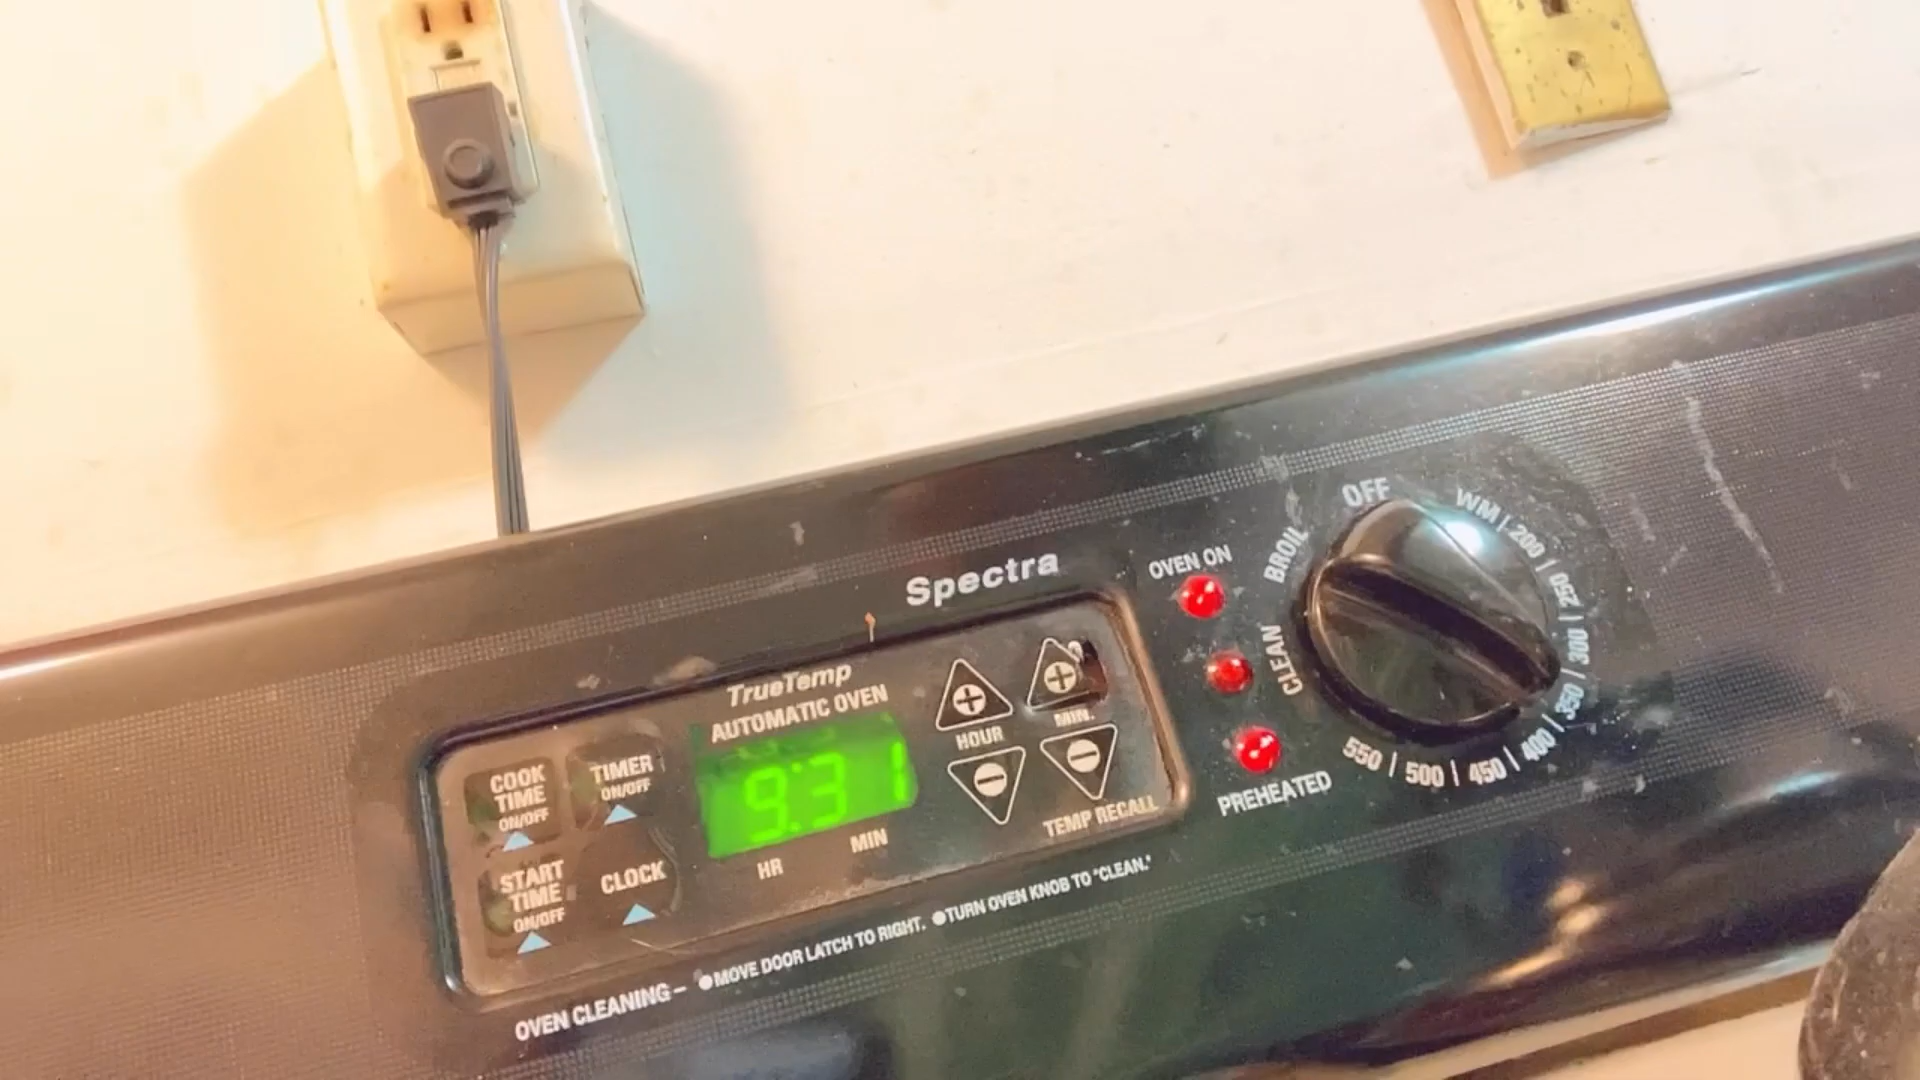 Spectra
TrueTemp
AUTOMATIC OVEN
COOK
TIME
ON/OFF
TIMER
ON/OFF
START
TIME
ON/OFF
CLOCK
9:31
HR
MIN
HOUR
MIN.
TEMP RECALL
OVEN ON
CLEAN
PREHEATED
OFF
WM | 200 | 250 | 300 | 350 | 400 | 450 | 500 | 550
BROIL
OVEN CLEANING – ●MOVE DOOR LATCH TO RIGHT. ●TURN OVEN KNOB TO "CLEAN."